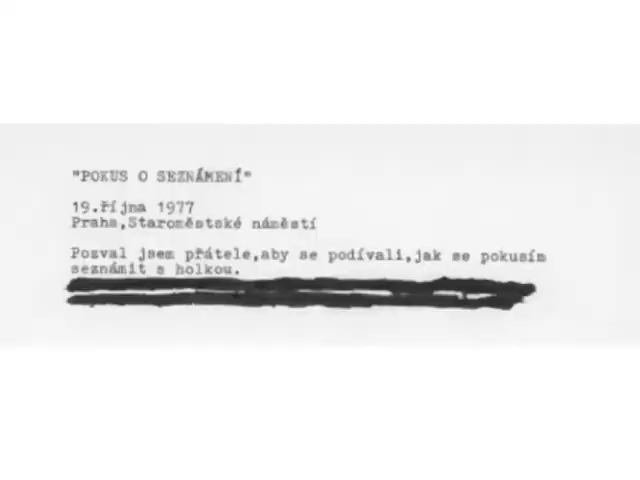 "POKUS O SEZNÁMENÍ"
19.října 1977
Praha,Staroměstské náměstí
Pozval jsem přátele,aby se podívali,jak se pokusím
seznámit s holkou.